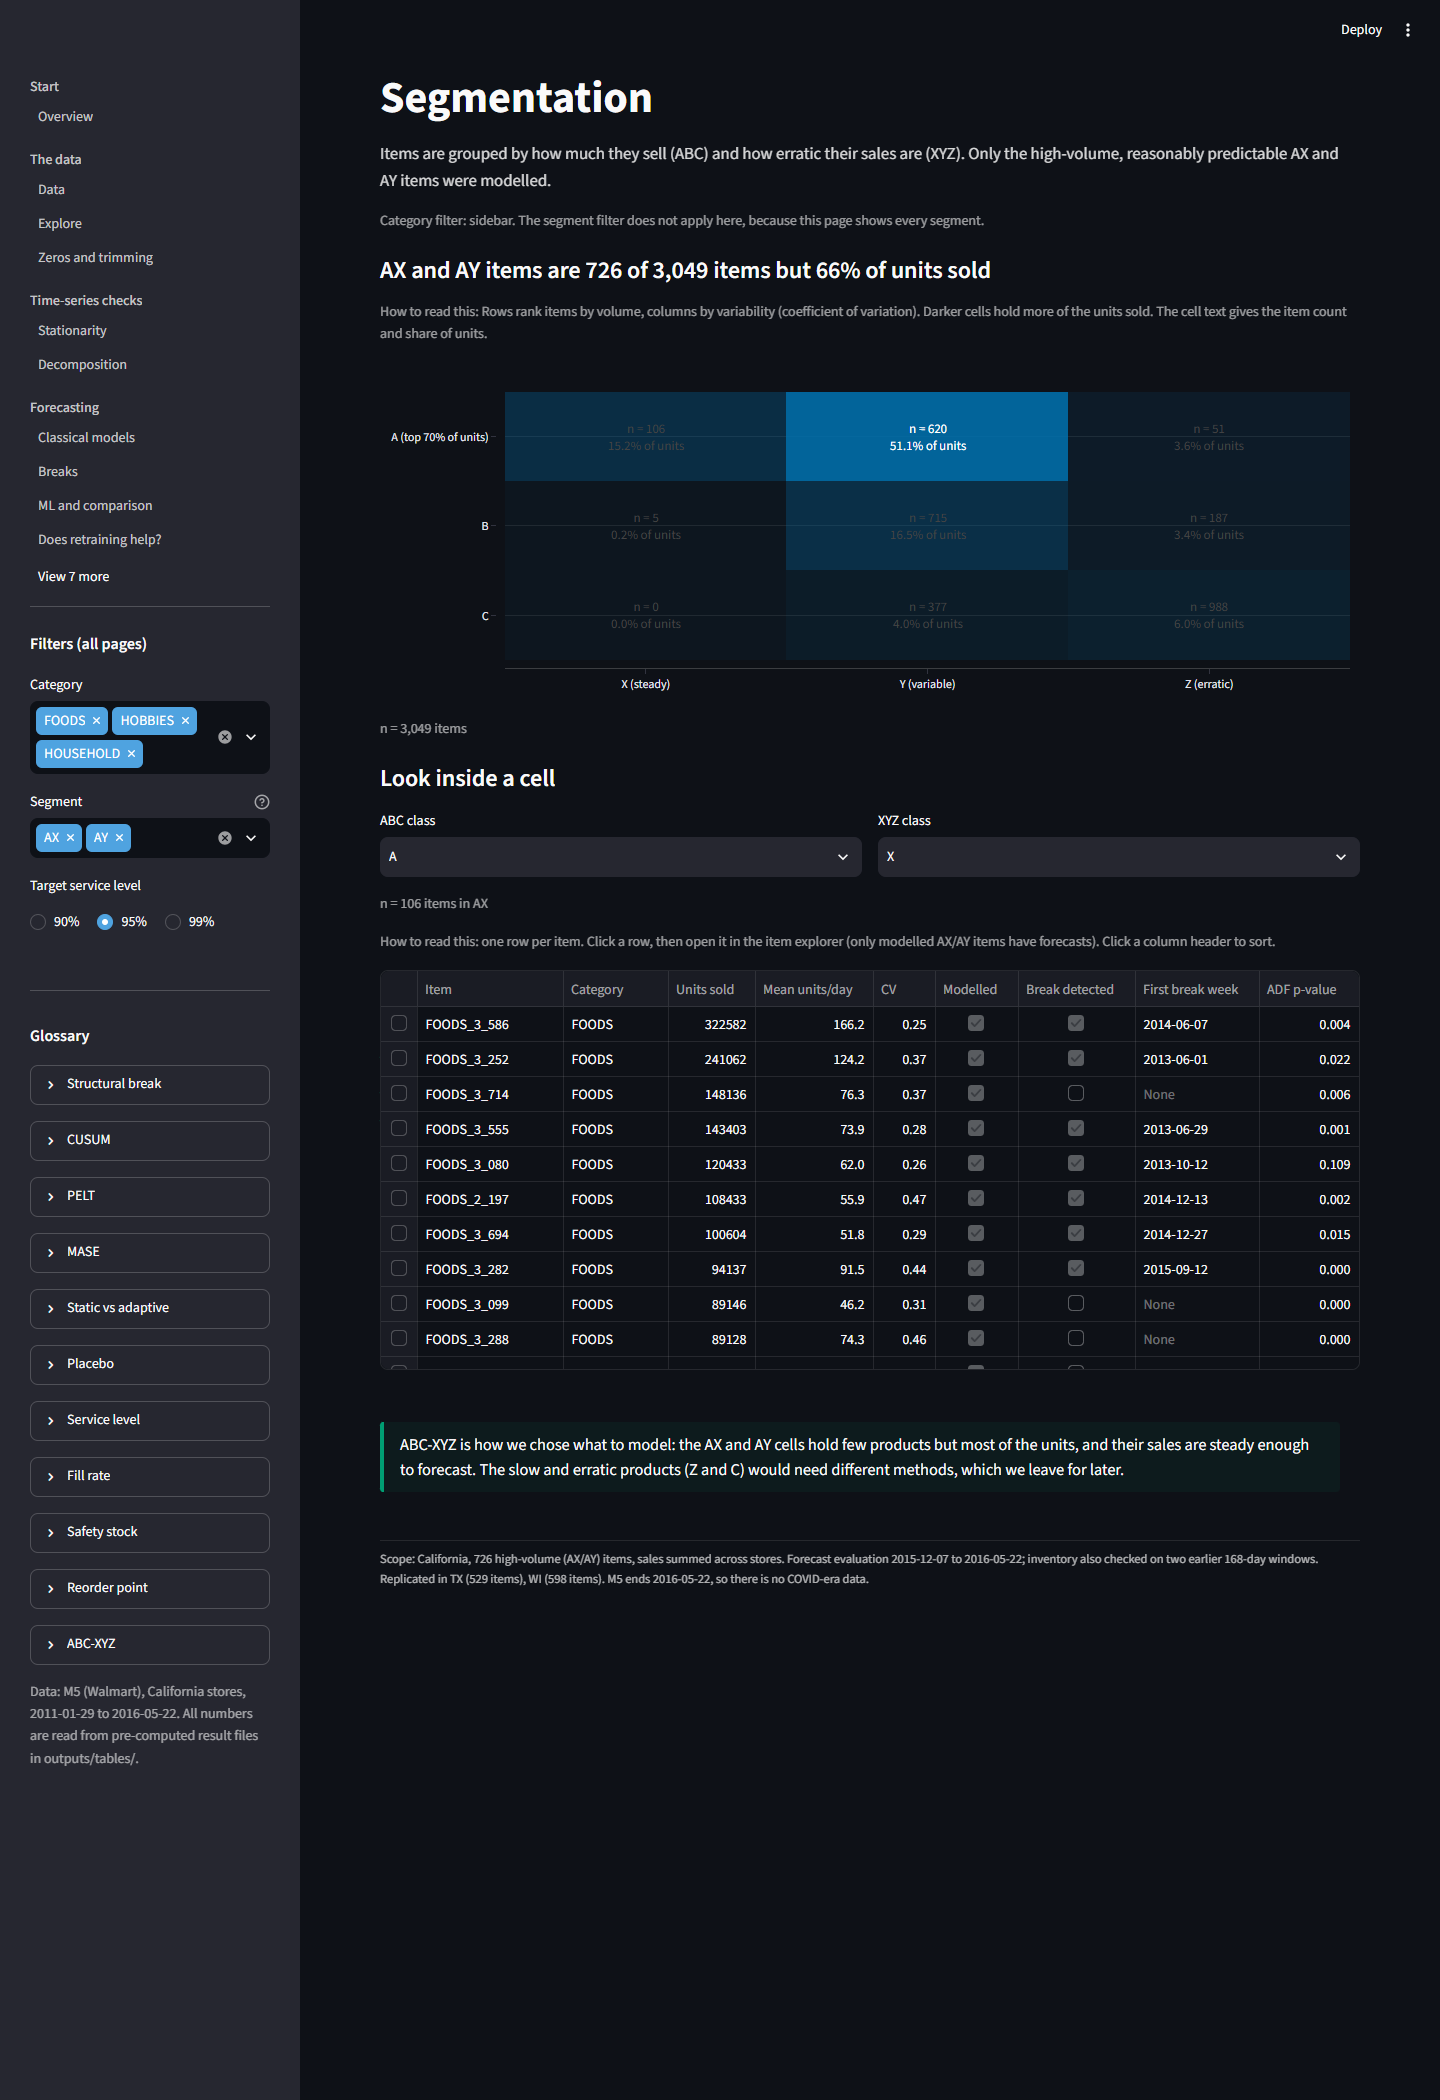 Deploy
Start
Overview
The data
Data
Explore
Zeros and trimming
Time-series checks
Stationarity
Decomposition
Forecasting
Classical models
Breaks
ML and comparison
Does retraining help?
View 7 more
Filters (all pages)
Category
FOODS
HOBBIES
HOUSEHOLD
Segment
AX
AY
Target service level
90%
95%
99%
Glossary
Structural break
CUSUM
PELT
MASE
Static vs adaptive
Placebo
Service level
Fill rate
Safety stock
Reorder point
ABC-XYZ
Data: M5 (Walmart), California stores,
2011-01-29 to 2016-05-22. All numbers
are read from pre-computed result files
in outputs/tables/.
Segmentation
Items are grouped by how much they sell (ABC) and how erratic their sales are (XYZ). Only the high-volume, reasonably predictable AX and
AY items were modelled.
Category filter: sidebar. The segment filter does not apply here, because this page shows every segment.
AX and AY items are 726 of 3,049 items but 66% of units sold
How to read this: Rows rank items by volume, columns by variability (coefficient of variation). Darker cells hold more of the units sold. The cell text gives the item count
and share of units.
A (top 70% of units)
n = 106
15.2% of units
n = 620
51.1% of units
n = 51
3.6% of units
B
n = 5
0.2% of units
n = 715
16.5% of units
n = 187
3.4% of units
C
n = 0
0.0% of units
n = 377
4.0% of units
n = 988
6.0% of units
X (steady)
Y (variable)
Z (erratic)
n = 3,049 items
Look inside a cell
ABC class
A
XYZ class
X
n = 106 items in AX
How to read this: one row per item. Click a row, then open it in the item explorer (only modelled AX/AY items have forecasts). Click a column header to sort.
Item Category Units sold Mean units/day CV Modelled Break detected First break week ADF p-value
FOODS_3_586 FOODS 322582 166.2 0.25 2014-06-07 0.004
FOODS_3_252 FOODS 241062 124.2 0.37 2013-06-01 0.022
FOODS_3_714 FOODS 148136 76.3 0.37 None 0.006
FOODS_3_555 FOODS 143403 73.9 0.28 2013-06-29 0.001
FOODS_3_080 FOODS 120433 62.0 0.26 2013-10-12 0.109
FOODS_2_197 FOODS 108433 55.9 0.47 2014-12-13 0.002
FOODS_3_694 FOODS 100604 51.8 0.29 2014-12-27 0.015
FOODS_3_282 FOODS 94137 91.5 0.44 2015-09-12 0.000
FOODS_3_099 FOODS 89146 46.2 0.31 None 0.000
FOODS_3_288 FOODS 89128 74.3 0.46 None 0.000
ABC-XYZ is how we chose what to model: the AX and AY cells hold few products but most of the units, and their sales are steady enough
to forecast. The slow and erratic products (Z and C) would need different methods, which we leave for later.
Scope: California, 726 high-volume (AX/AY) items, sales summed across stores. Forecast evaluation 2015-12-07 to 2016-05-22; inventory also checked on two earlier 168-day windows.
Replicated in TX (529 items), WI (598 items). M5 ends 2016-05-22, so there is no COVID-era data.